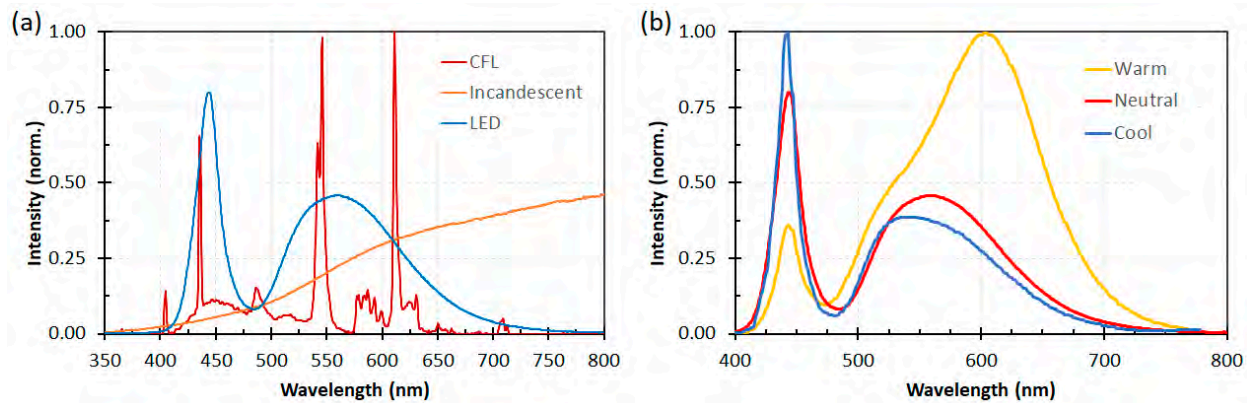 (a)
1.00
0.75
0.50
0.25
0.00
Intensity (norm.)
CFL
Incandescent
LED
350 400 450 500 550 600 650 700 750 800
Wavelength (nm)
(b)
1.00
0.75
0.50
0.25
0.00
Intensity (norm.)
Warm
Neutral
Cool
400 500 600 700 800
Wavelength (nm)